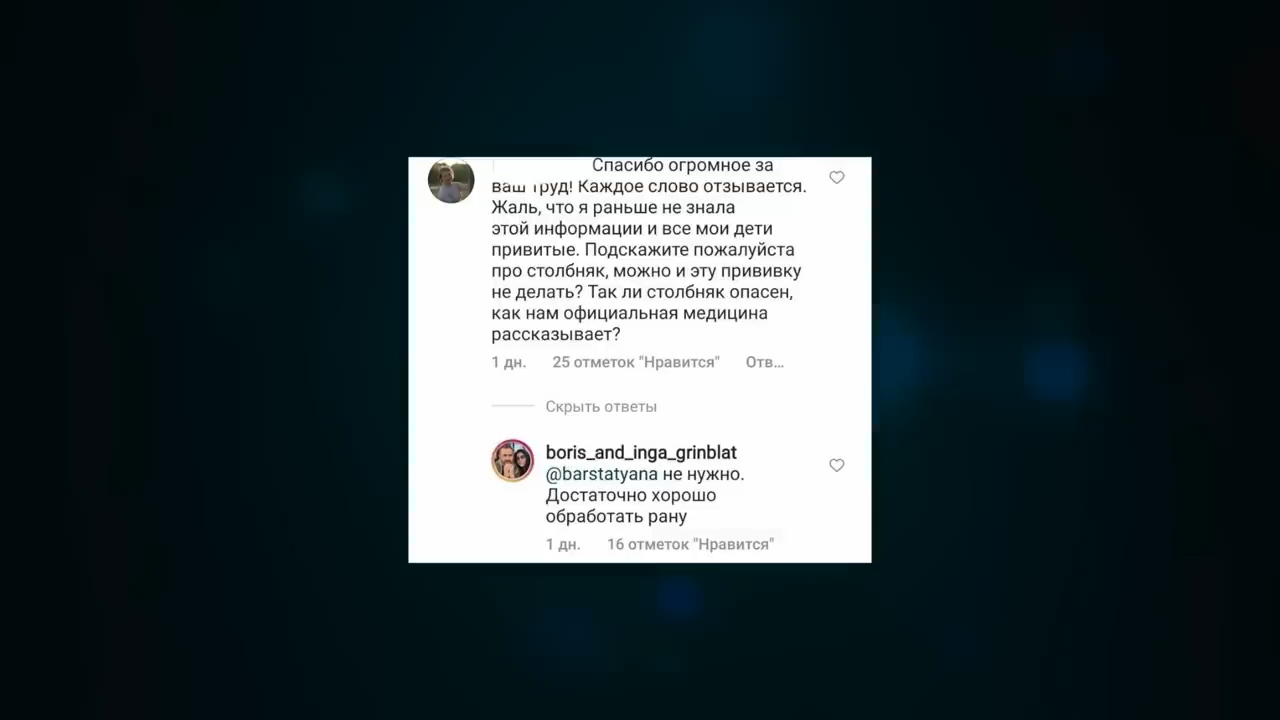 Спасибо огромное за
ваш труд! Каждое слово отзывается.
Жаль, что я раньше не знала
этой информации и все мои дети
привитые. Подскажите пожалуйста
про столбняк, можно и эту прививку
не делать? Так ли столбняк опасен,
как нам официальная медицина
рассказывает?
1 дн. 25 отметок "Нравится" Отв...
Скрыть ответы
boris_and_inga_grinblat
@barstatyana не нужно.
Достаточно хорошо
обработать рану
1 дн. 16 отметок "Нравится"